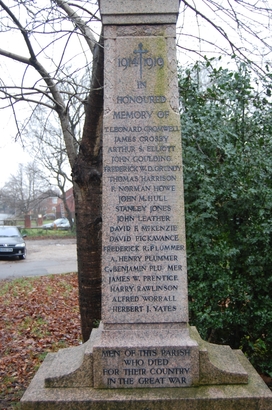 1914 1919
IN
HONOURED
MEMORY OF
T. LEONARD CROMWELL
JAMES CROSBY
ARTHUR S. ELLIOTT
JOHN GOULDING
FREDERICK W.D. GRUNDY
THOMAS HARRISON
F. NORMAN HOWE
JOHN M. HULL
STANLEY JONES
JOHN LEATHER
DAVID F. McKENZIE
DAVID PICKAVANCE
FREDERICK R. PLUMMER
A. HENRY PLUMMER
C. BENJAMIN PLUMMER
JAMES W. PRENTICE
HARRY RAWLINSON
ALFRED WORRALL
HERBERT J. YATES
MEN OF THIS PARISH
WHO DIED
FOR THEIR COUNTRY
IN THE GREAT WAR